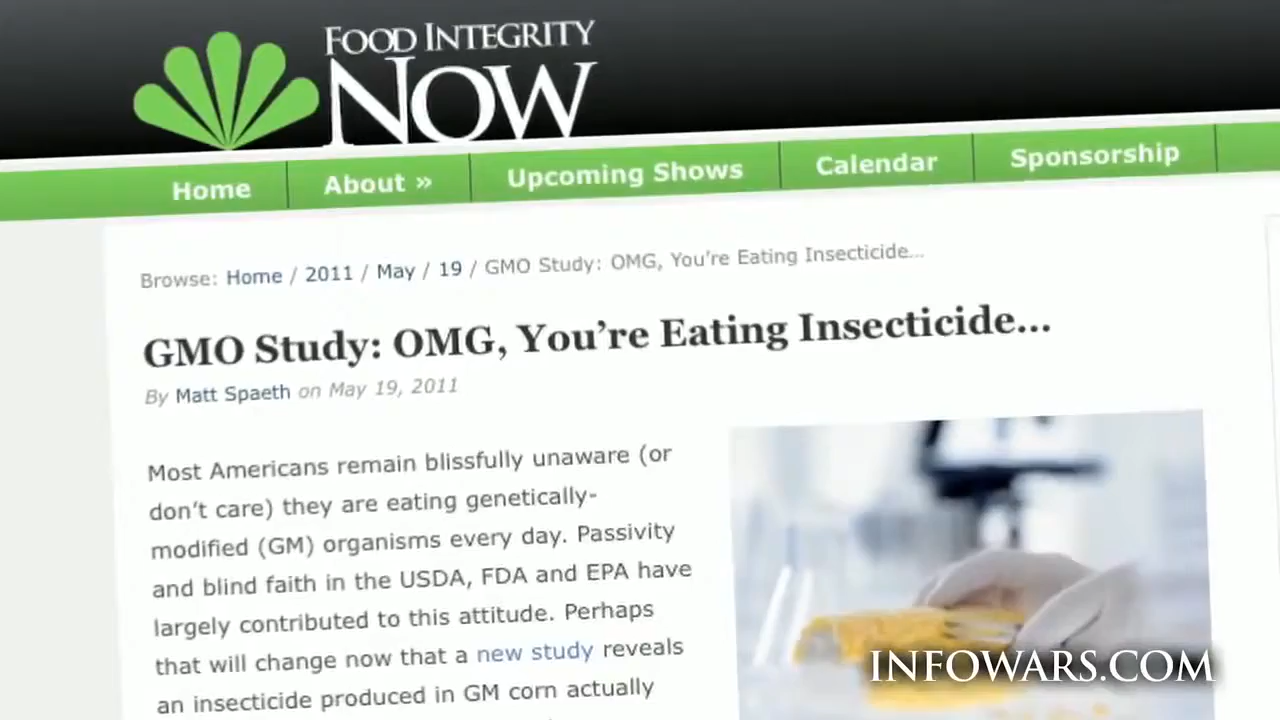 FOOD INTEGRITY
NOW
Home
About »
Upcoming Shows
Calendar
Sponsorship
Browse: Home / 2011 / May / 19 / GMO Study: OMG, You're Eating Insecticide...
GMO Study: OMG, You're Eating Insecticide...
By Matt Spaeth on May 19, 2011
Most Americans remain blissfully unaware (or
don't care) they are eating genetically-
modified (GM) organisms every day. Passivity
and blind faith in the USDA, FDA and EPA have
largely contributed to this attitude. Perhaps
that will change now that a new study reveals
an insecticide produced in GM corn actually
INFOWARS.COM